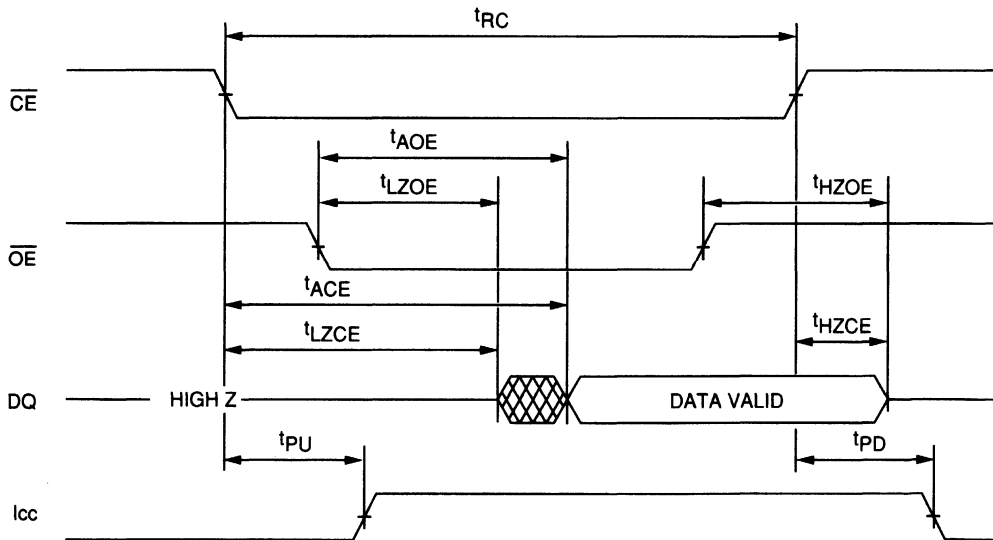 tRC
CE
tAOE
tLZOE
tHZOE
OE
tACE
tLZCE
tHZCE
DQ
HIGH Z
DATA VALID
tPU
tPD
Icc